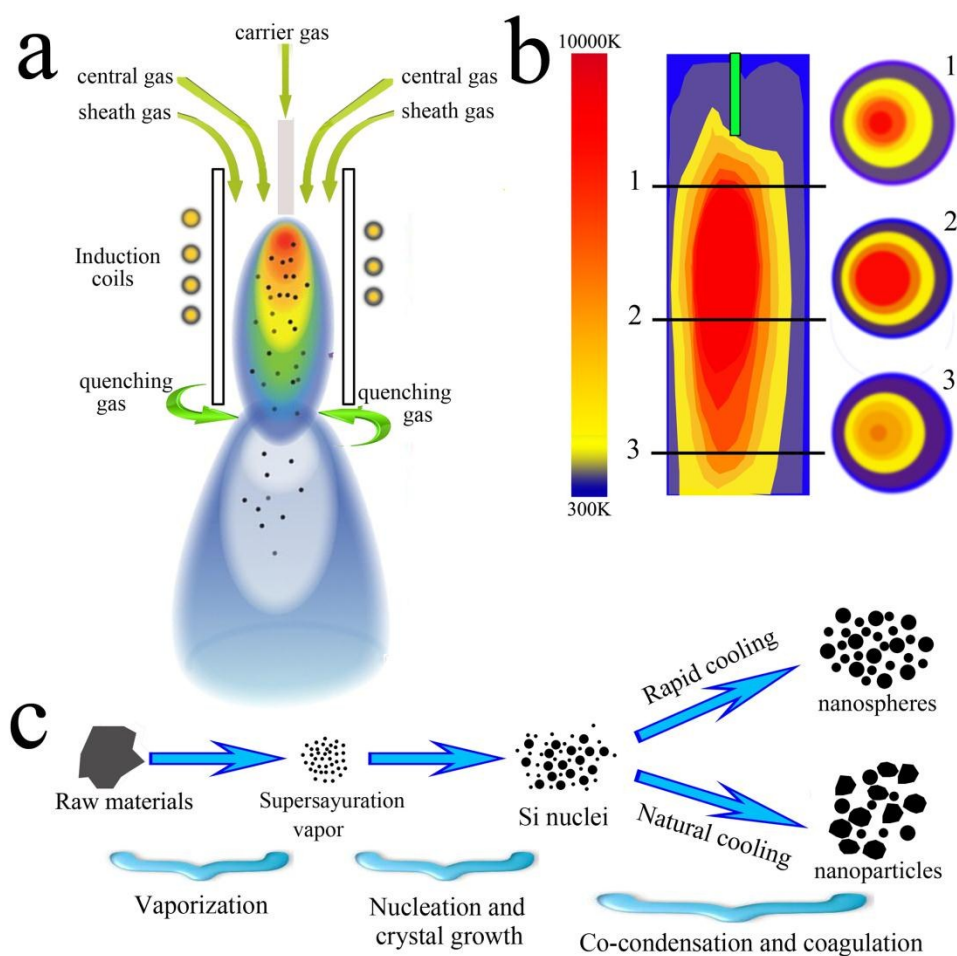 a
carrier gas
central gas
central gas
sheath gas
sheath gas
Induction
coils
quenching
gas
quenching
gas
b
10000K
300K
1
2
3
1
2
3
c
Raw materials
Supersayuration
vapor
Si nuclei
Rapid cooling
Natural cooling
nanospheres
nanoparticles
Vaporization
Nucleation and
crystal growth
Co-condensation and coagulation